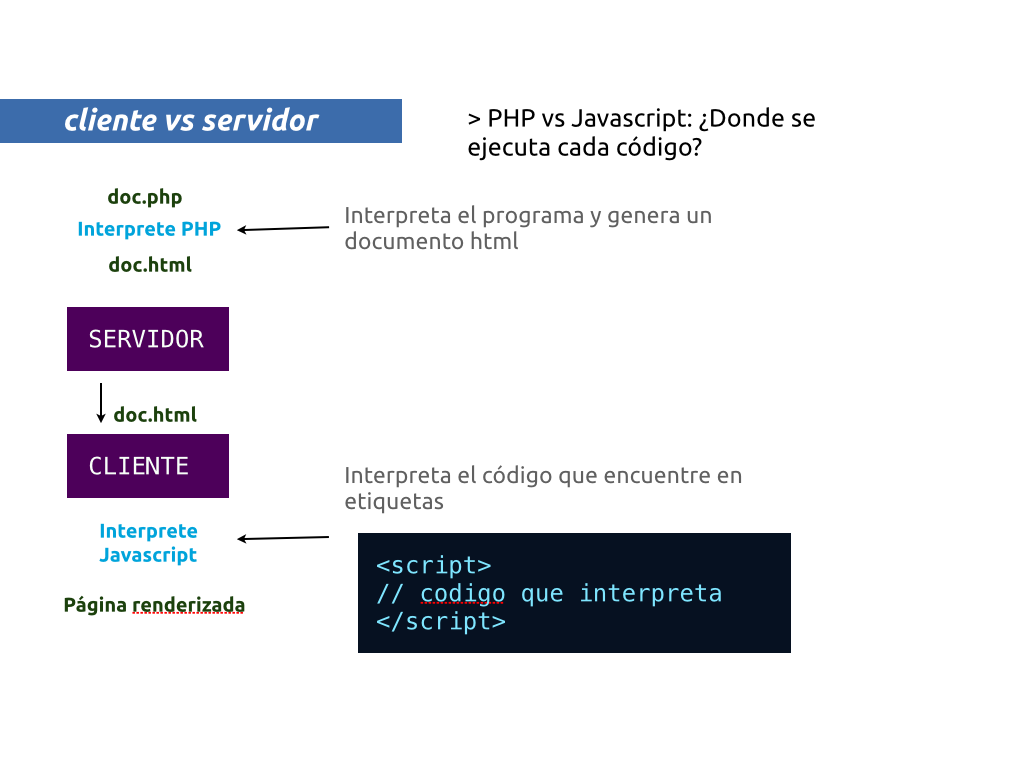 cliente vs servidor
> PHP vs Javascript: ¿Donde se
ejecuta cada código?
doc.php
Interprete PHP
doc.html
Interpreta el programa y genera un
documento html
SERVIDOR
doc.html
CLIENTE
Interprete
Javascript
Página renderizada
Interpreta el código que encuentre en
etiquetas
<script>
// codigo que interpreta
</script>